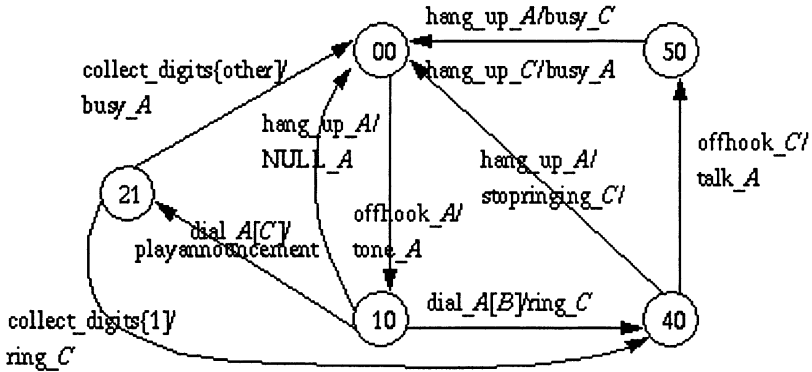 hang_up_A/busy_C
00
50
hang_up_C/busy_A
collect_digits{other}/
busy_A
hang_up_A/
NULL_A
hang_up_A/
stopringing_C/
offhook_C/
talk_A
21
dial_A[C]/
playannouncement
offhook_A/
tone_A
10
dial_A[B]/ring_C
40
collect_digits{1}/
ring_C